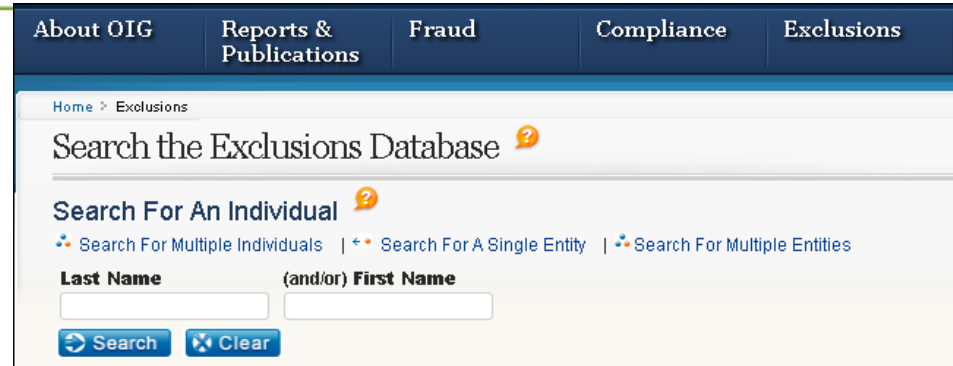 About OIG Reports & Publications Fraud Compliance Exclusions
Home > Exclusions
Search the Exclusions Database ?
Search For An Individual ?
Search For Multiple Individuals | Search For A Single Entity | Search For Multiple Entities
Last Name (and/or) First Name
Search Clear